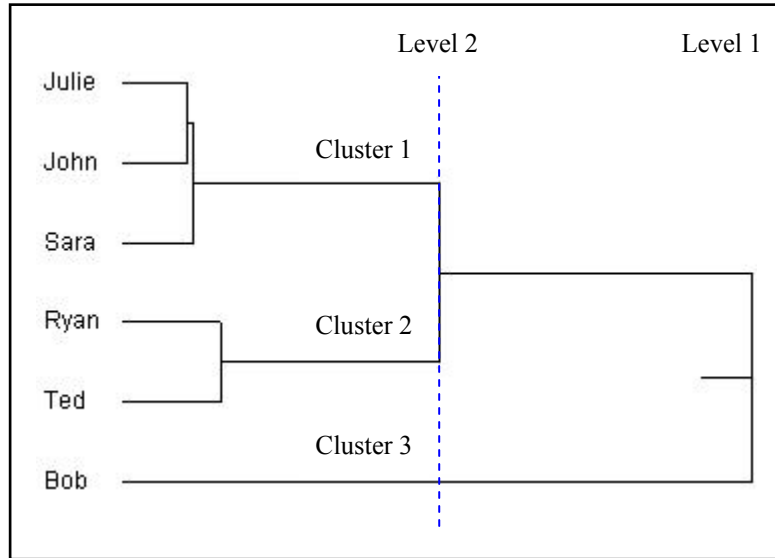 Level 2 Level 1
Julie
Cluster 1
John
Sara
Ryan
Cluster 2
Ted
Cluster 3
Bob